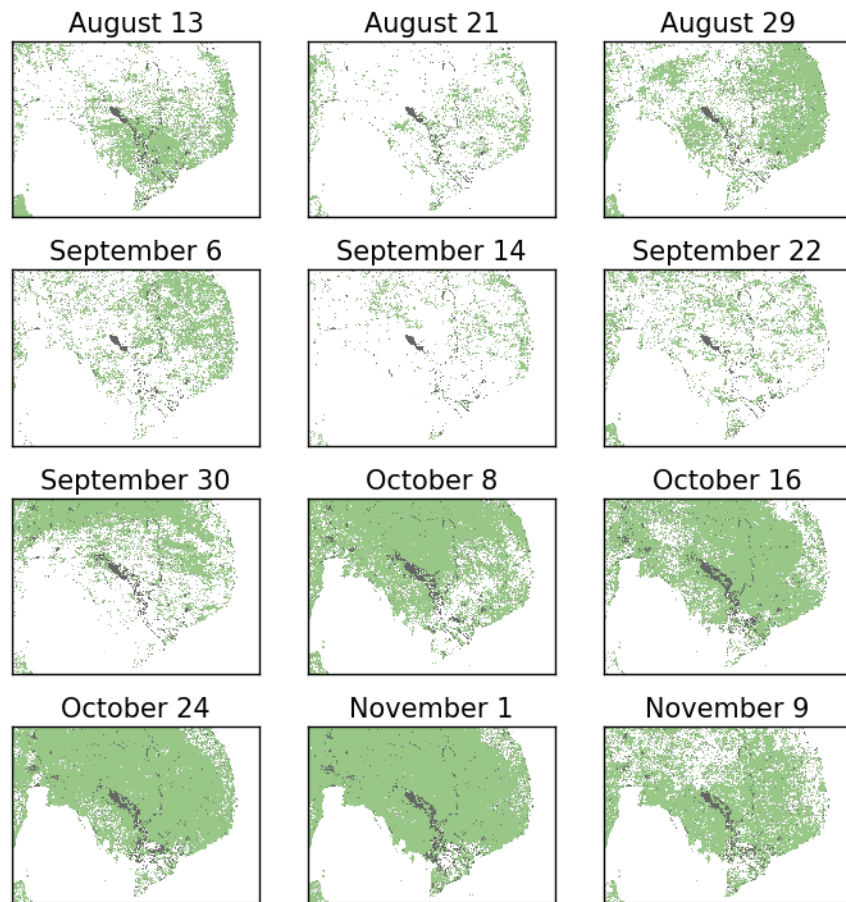 August 13
August 21
August 29
September 6
September 14
September 22
September 30
October 8
October 16
October 24
November 1
November 9